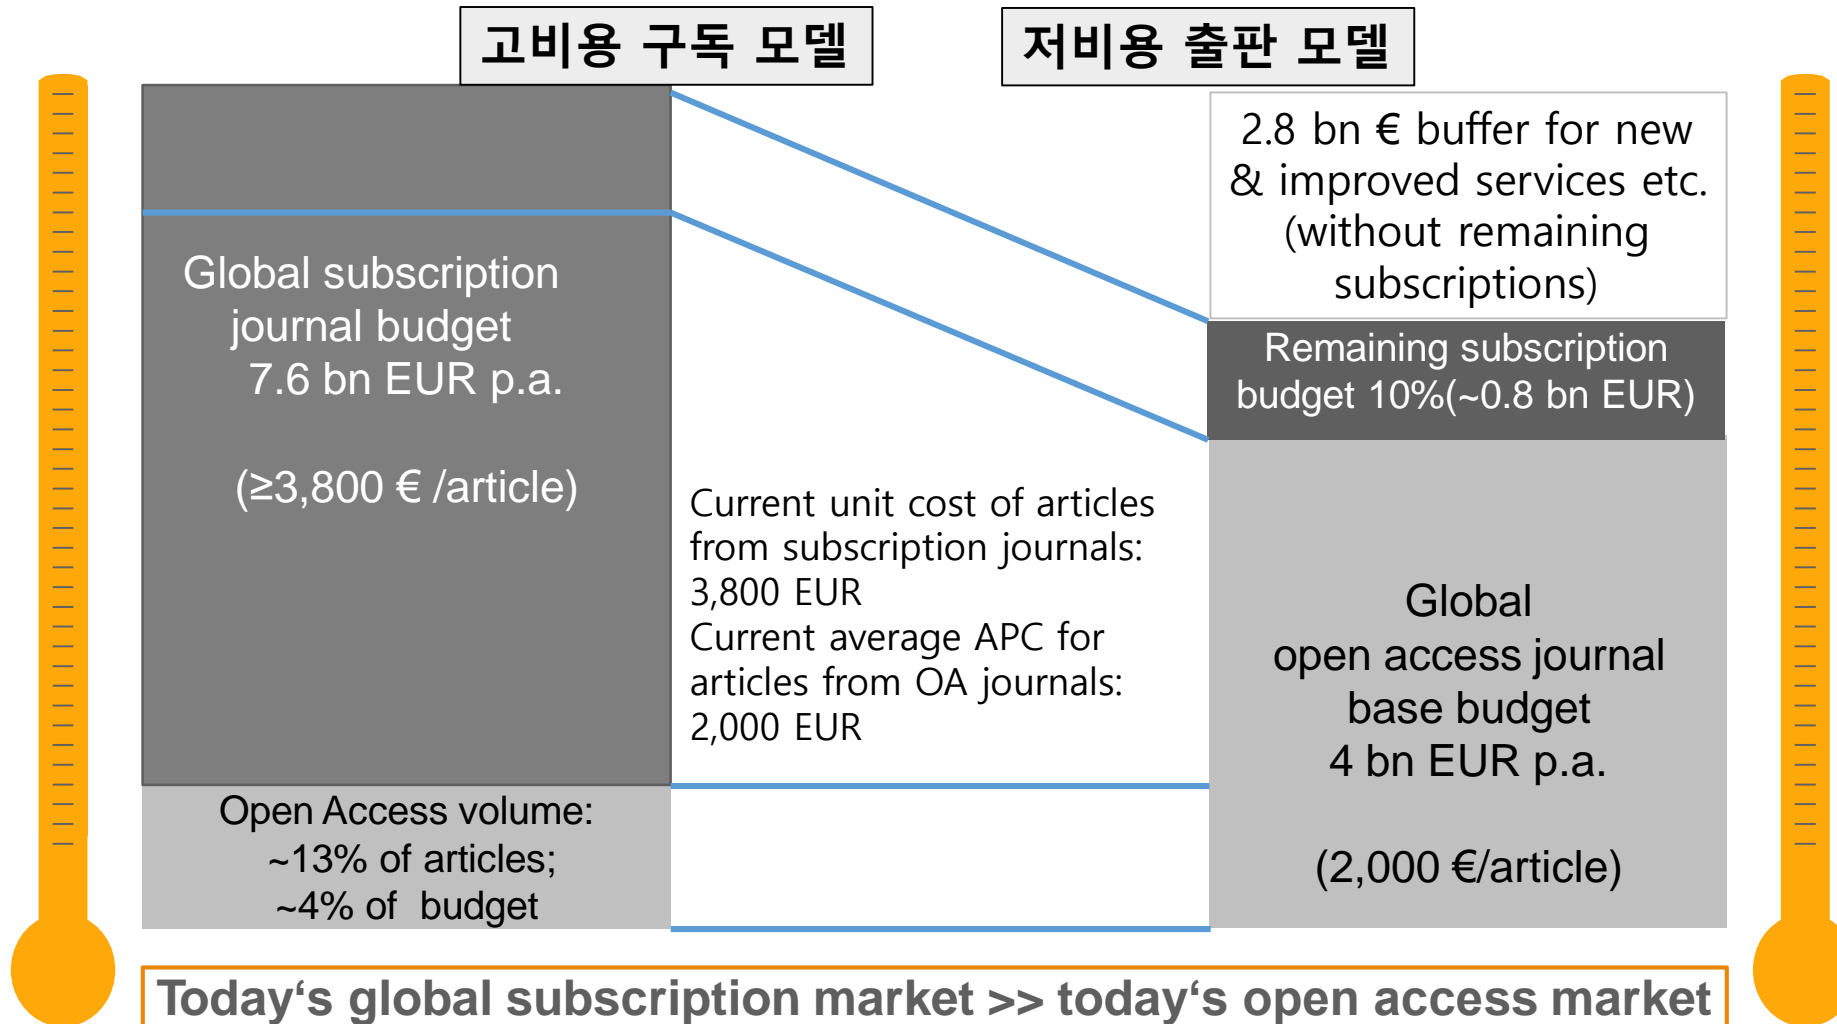 고비용 구독 모델
저비용 출판 모델
Global subscription
journal budget
7.6 bn EUR p.a.
(≥3,800 € /article)
Open Access volume:
~13% of articles;
~4% of budget
Current unit cost of articles
from subscription journals:
3,800 EUR
Current average APC for
articles from OA journals:
2,000 EUR
2.8 bn € buffer for new
& improved services etc.
(without remaining
subscriptions)
Remaining subscription
budget 10%(~0.8 bn EUR)
Global
open access journal
base budget
4 bn EUR p.a.
(2,000 €/article)
Today‘s global subscription market >> today‘s open access market